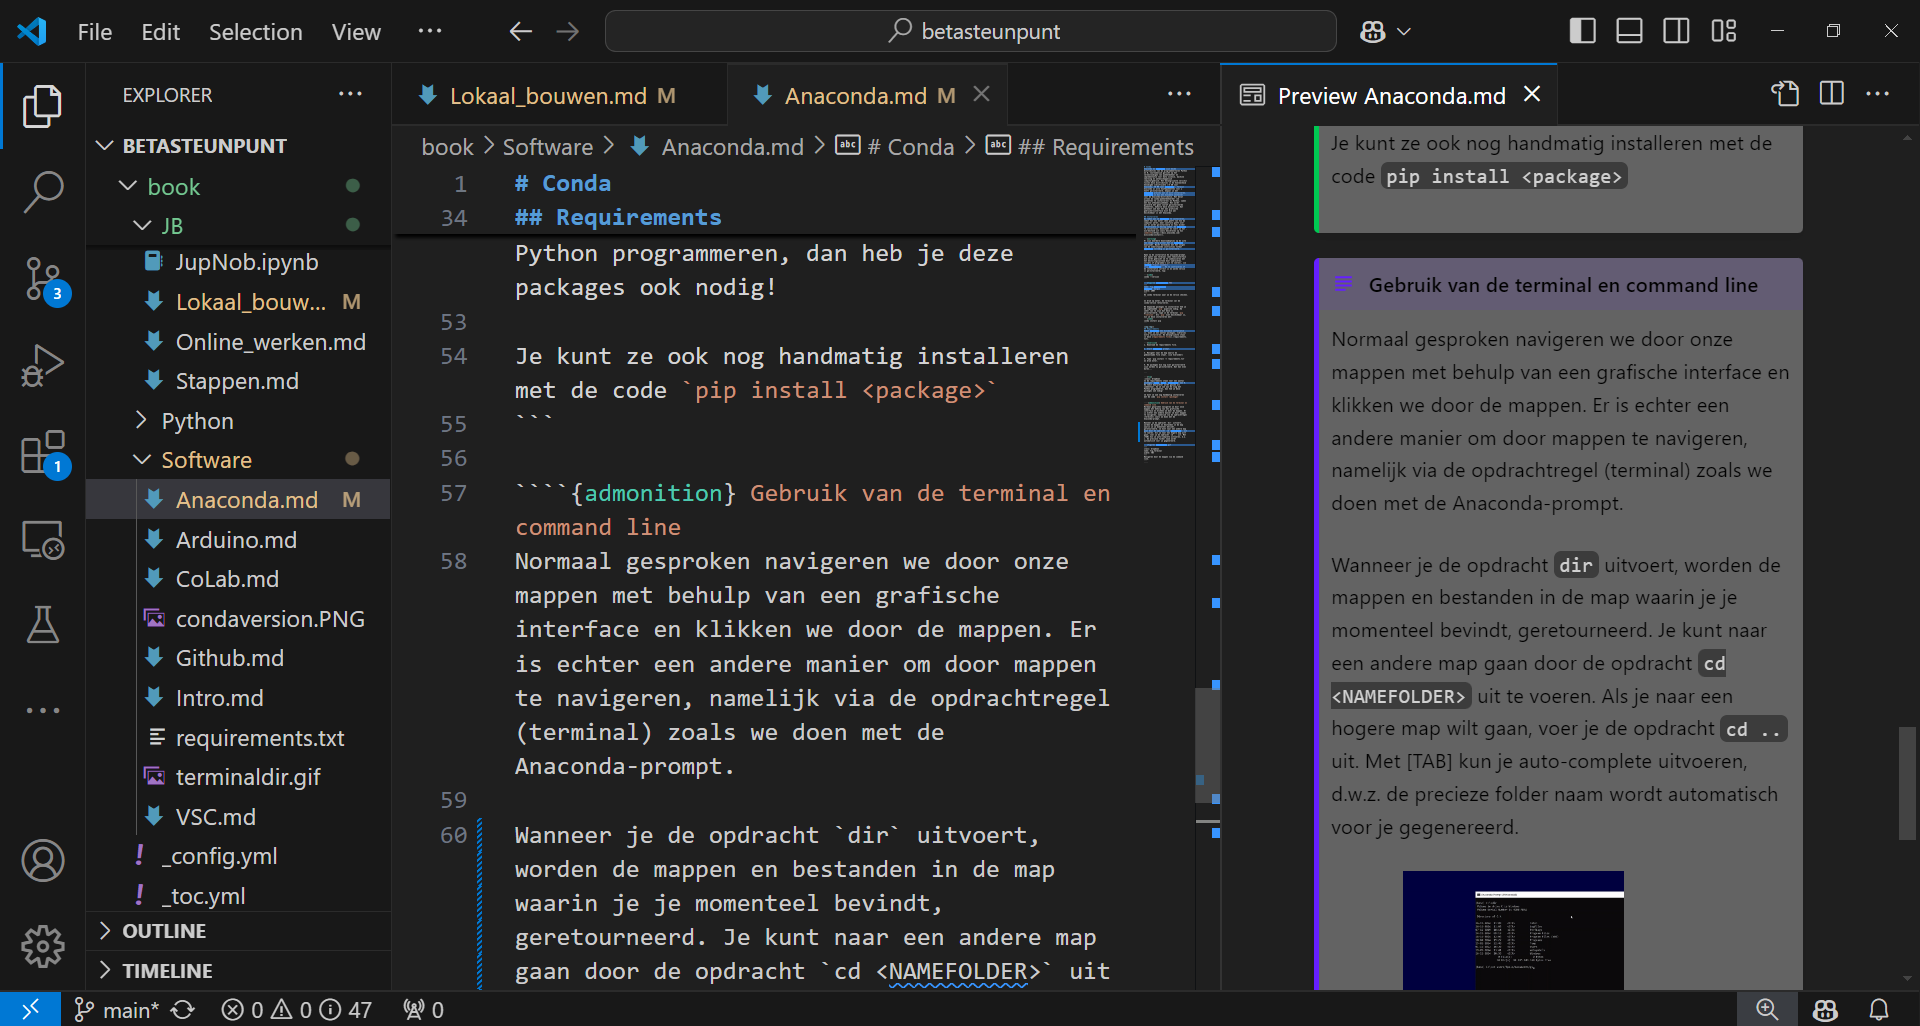 File Edit Selection View ··· betasteunpunt
EXPLORER ···
BETASTEUNPUNT
book
JB
JupNob.ipynb
Lokaal_bouw... M
Online_werken.md
Stappen.md
Python
Software
Anaconda.md M
Arduino.md
CoLab.md
condaversion.PNG
Github.md
Intro.md
requirements.txt
terminaldir.gif
VSC.md
! _config.yml
! _toc.yml
OUTLINE
TIMELINE
3
1
Lokaal_bouwen.md M Anaconda.md M ···
book > Software > Anaconda.md > # Conda > ## Requirements
1 # Conda
34 ## Requirements
Python programmeren, dan heb je deze
packages ook nodig!
53
54 Je kunt ze ook nog handmatig installeren
met de code `pip install <package>`
55 ```
56
57 ````{admonition} Gebruik van de terminal en
command line
58 Normaal gesproken navigeren we door onze
mappen met behulp van een grafische
interface en klikken we door de mappen. Er
is echter een andere manier om door mappen
te navigeren, namelijk via de opdrachtregel
(terminal) zoals we doen met de
Anaconda-prompt.
59
60 Wanneer je de opdracht `dir` uitvoert,
worden de mappen en bestanden in de map
waarin je je momenteel bevindt,
geretourneerd. Je kunt naar een andere map
gaan door de opdracht `cd <NAMEFOLDER>` uit
Preview Anaconda.md ···
Je kunt ze ook nog handmatig installeren met de
code pip install <package>
Gebruik van de terminal en command line
Normaal gesproken navigeren we door onze
mappen met behulp van een grafische interface en
klikken we door de mappen. Er is echter een
andere manier om door mappen te navigeren,
namelijk via de opdrachtregel (terminal) zoals we
doen met de Anaconda-prompt.
Wanneer je de opdracht dir uitvoert, worden de
mappen en bestanden in de map waarin je je
momenteel bevindt, geretourneerd. Je kunt naar
een andere map gaan door de opdracht cd
<NAMEFOLDER> uit te voeren. Als je naar een
hogere map wilt gaan, voer je de opdracht cd ..
uit. Met [TAB] kun je auto-complete uitvoeren,
d.w.z. de precieze folder naam wordt automatisch
voor je gegenereerd.
main* 0 0 47 0